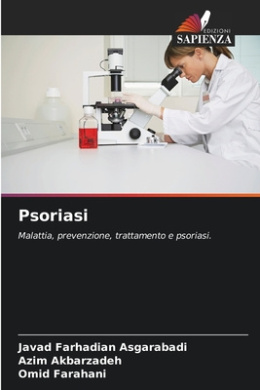 EDIZIONI
SAPIENZA
Psoriasi
Malattia, prevenzione, trattamento e psoriasi.
Javad Farhadian Asgarabadi
Azim Akbarzadeh
Omid Farahani